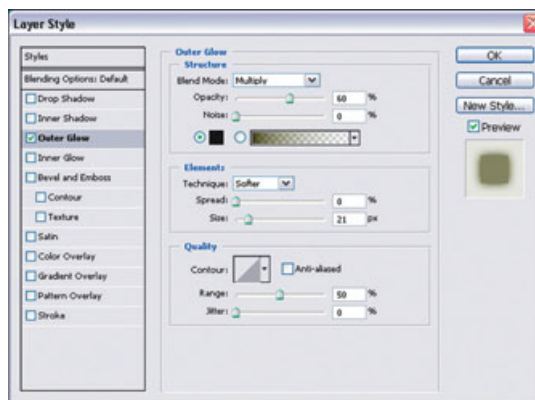 Layer Style
Styles
Blending Options: Default
Drop Shadow
Inner Shadow
Outer Glow
Inner Glow
Bevel and Emboss
Contour
Texture
Satin
Color Overlay
Gradient Overlay
Pattern Overlay
Stroke
Outer Glow
Structure
Blend Mode: Multiply
Opacity: 60 %
Noise: 0 %
Elements
Technique: Softer
Spread: 0 %
Size: 21 px
Quality
Contour: Anti-aliased
Range: 50 %
Jitter: 0 %
OK
Cancel
New Style...
Preview